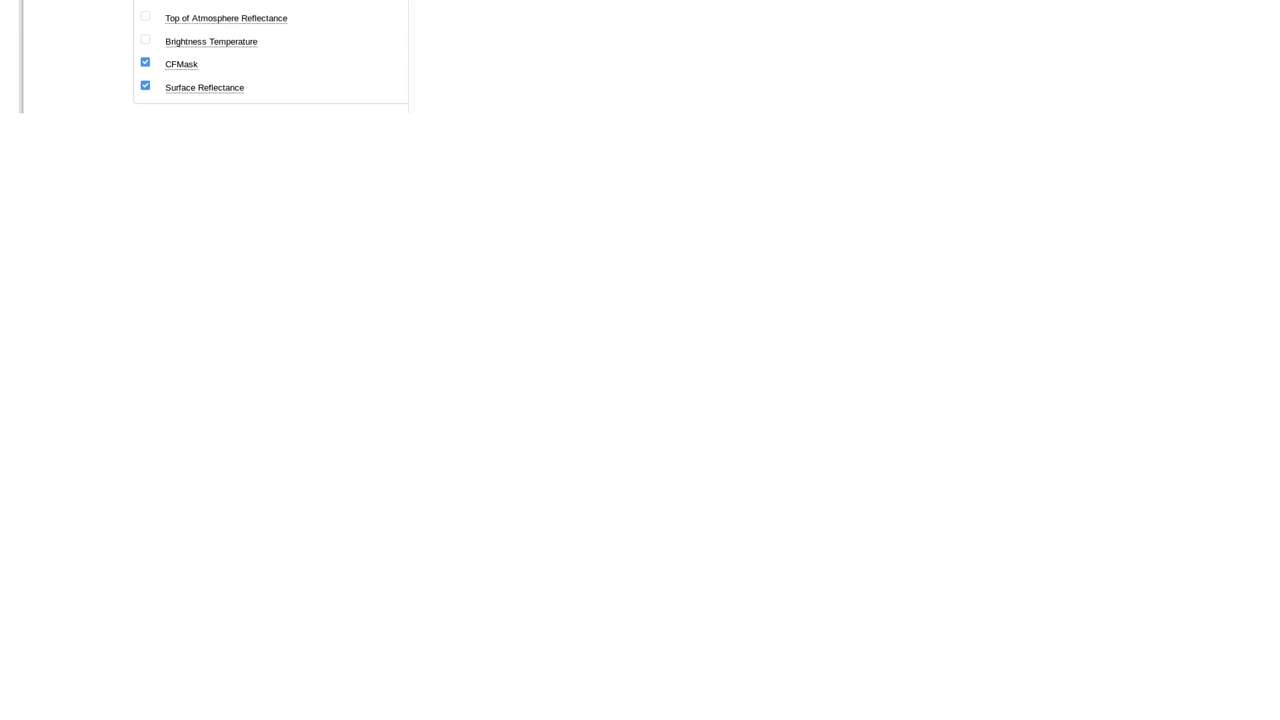 Top of Atmosphere Reflectance
Brightness Temperature
CFMask
Surface Reflectance